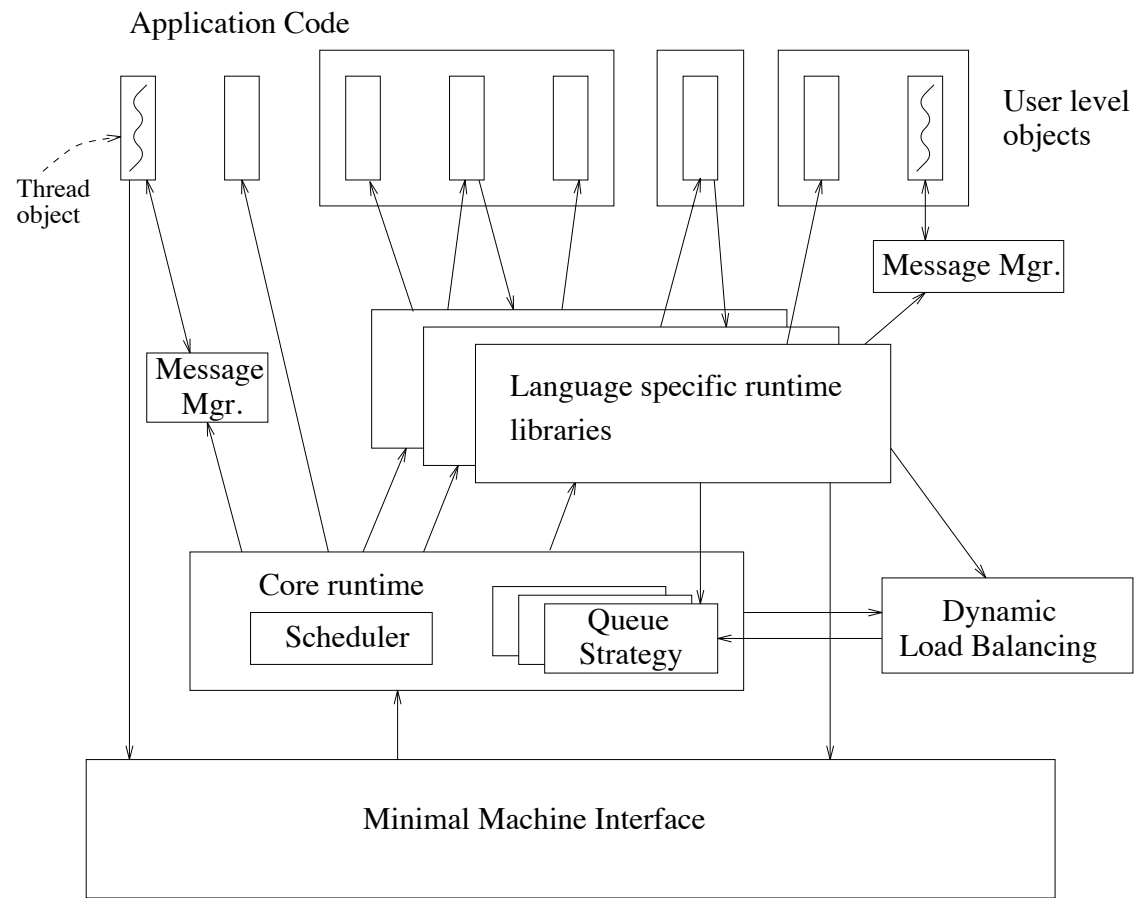 Application Code
User level
objects
Thread
object
Message Mgr.
Message
Mgr.
Language specific runtime
libraries
Core runtime
Scheduler
Queue
Strategy
Dynamic
Load Balancing
Minimal Machine Interface